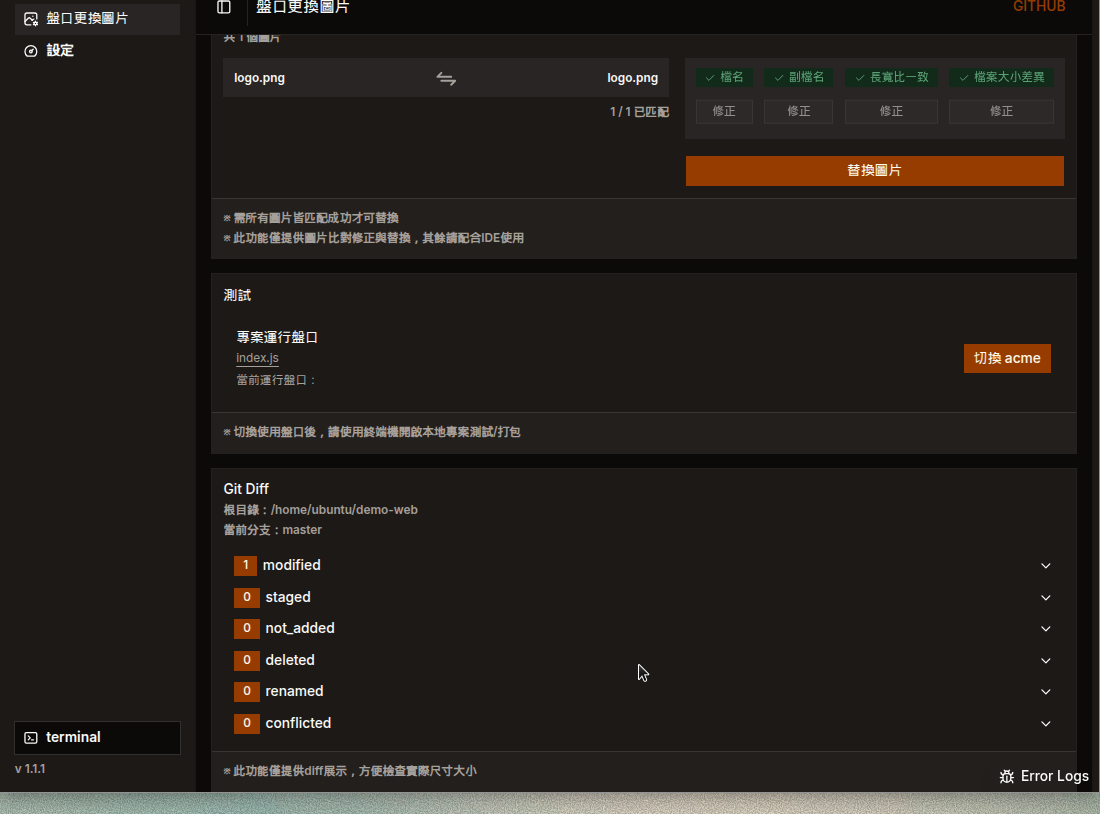 盤口更換圖片
設定
盤口更換圖片
GITHUB
共 1 個圖片
logo.png
logo.png
檔名
副檔名
長寬比一致
檔案大小差異
修正
修正
修正
修正
1 / 1 已匹配
替換圖片
※ 需所有圖片皆匹配成功才可替換
※ 此功能僅提供圖片比對修正與替換，其餘請配合IDE使用
測試
專案運行盤口
index.js
當前運行盤口：
切換 acme
※ 切換使用盤口後，請使用終端機開啟本地專案測試/打包
Git Diff
根目錄：/home/ubuntu/demo-web
當前分支：master
1 modified
0 staged
0 not_added
0 deleted
0 renamed
0 conflicted
※ 此功能僅提供diff展示，方便檢查實際尺寸大小
terminal
v 1.1.1
Error Logs